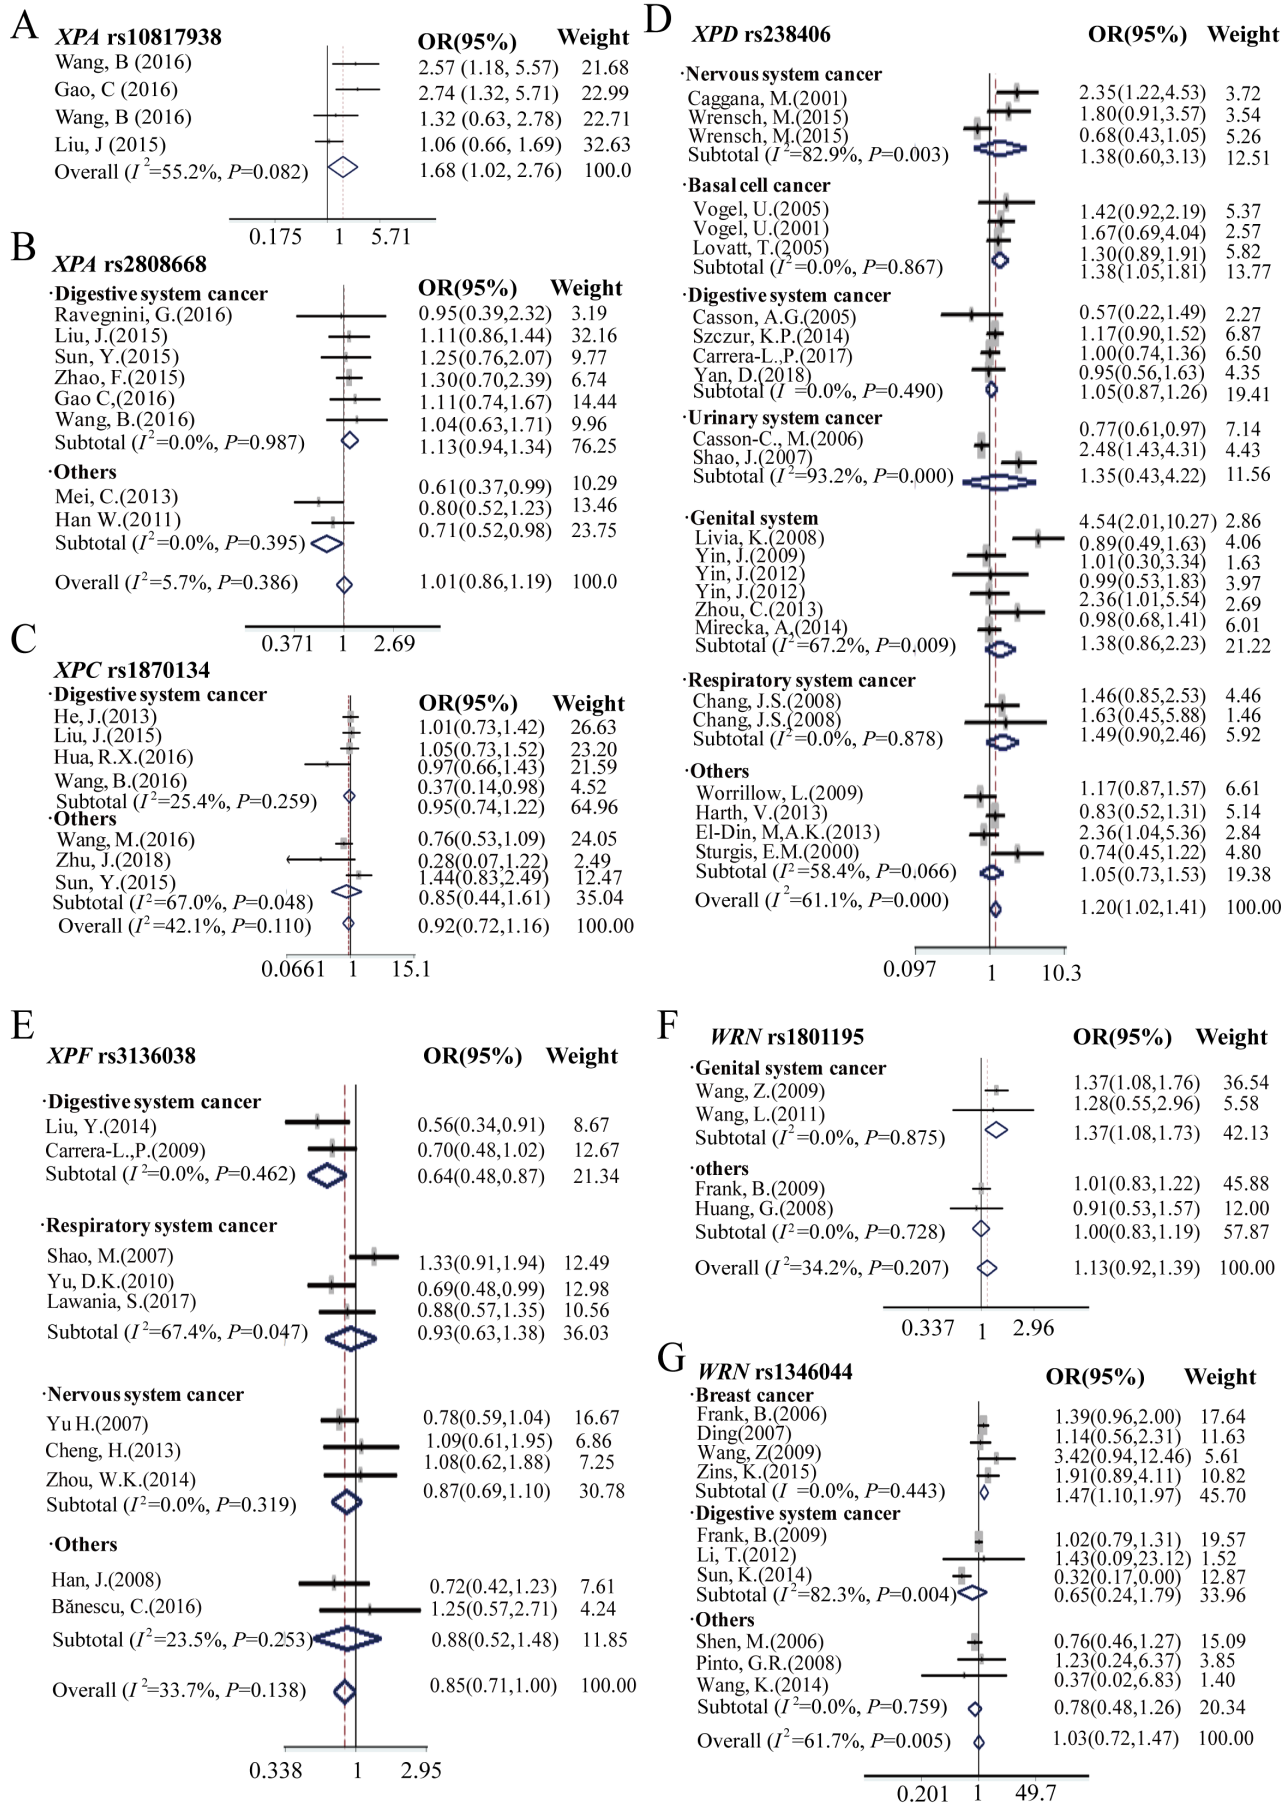 A
XPA rs10817938 OR(95%) Weight
Wang, B (2016) 2.57 (1.18, 5.57) 21.68
Gao, C (2016) 2.74 (1.32, 5.71) 22.99
Wang, B (2016) 1.32 (0.63, 2.78) 22.71
Liu, J (2015) 1.06 (0.66, 1.69) 32.63
Overall (I²=55.2%, P=0.082) 1.68 (1.02, 2.76) 100.0
0.175 1 5.71
B
XPA rs2808668
·Digestive system cancer OR(95%) Weight
Ravegnini, G.(2016) 0.95(0.39,2.32) 3.19
Liu, J.(2015) 1.11(0.86,1.44) 32.16
Sun, Y.(2015) 1.25(0.76,2.07) 9.77
Zhao, F.(2015) 1.30(0.70,2.39) 6.74
Gao C,(2016) 1.11(0.74,1.67) 14.44
Wang, B.(2016) 1.04(0.63,1.71) 9.96
Subtotal (I²=0.0%, P=0.987) 1.13(0.94,1.34) 76.25
·Others
Mei, C.(2013) 0.61(0.37,0.99) 10.29
Han W.(2011) 0.80(0.52,1.23) 13.46
Subtotal (I²=0.0%, P=0.395) 0.71(0.52,0.98) 23.75
Overall (I²=5.7%, P=0.386) 1.01(0.86,1.19) 100.0
0.371 1 2.69
C
XPC rs1870134
·Digestive system cancer OR(95%) Weight
He, J.(2013) 1.01(0.73,1.42) 26.63
Liu, J.(2015) 1.05(0.73,1.52) 23.20
Hua, R.X.(2016) 0.97(0.66,1.43) 21.59
Wang, B.(2016) 0.37(0.14,0.98) 4.52
Subtotal (I²=25.4%, P=0.259) 0.95(0.74,1.22) 64.96
·Others
Wang, M.(2016) 0.76(0.53,1.09) 24.05
Zhu, J.(2018) 0.28(0.07,1.22) 2.49
Sun, Y.(2015) 1.44(0.83,2.49) 12.47
Subtotal (I²=67.0%, P=0.048) 0.85(0.44,1.61) 35.04
Overall (I²=42.1%, P=0.110) 0.92(0.72,1.16) 100.00
0.0661 1 15.1
D
XPD rs238406 OR(95%) Weight
·Nervous system cancer
Caggana, M.(2001) 2.35(1.22,4.53) 3.72
Wrensch, M.(2015) 1.80(0.91,3.57) 3.54
Wrensch, M.(2015) 0.68(0.43,1.05) 5.26
Subtotal (I²=82.9%, P=0.003) 1.38(0.60,3.13) 12.51
·Basal cell cancer
Vogel, U.(2005) 1.42(0.92,2.19) 5.37
Vogel, U.(2001) 1.67(0.69,4.04) 2.57
Lovatt, T.(2005) 1.30(0.89,1.91) 5.82
Subtotal (I²=0.0%, P=0.867) 1.38(1.05,1.81) 13.77
·Digestive system cancer
Casson, A.G.(2005) 0.57(0.22,1.49) 2.27
Szczur, K.P.(2014) 1.17(0.90,1.52) 6.87
Carrera-L.,P.(2017) 1.00(0.74,1.36) 6.50
Yan, D.(2018) 0.95(0.56,1.63) 4.35
Subtotal (I =0.0%, P=0.490) 1.05(0.87,1.26) 19.41
·Urinary system cancer
Casson-C., M.(2006) 0.77(0.61,0.97) 7.14
Shao, J.(2007) 2.48(1.43,4.31) 4.43
Subtotal (I²=93.2%, P=0.000) 1.35(0.43,4.22) 11.56
·Genital system
Livia, K.(2008) 4.54(2.01,10.27) 2.86
Yin, J.(2009) 0.89(0.49,1.63) 4.06
Yin, J.(2012) 1.01(0.30,3.34) 1.63
Yin, J.(2012) 0.99(0.53,1.83) 3.97
Zhou, C.(2013) 2.36(1.01,5.54) 2.69
Mirecka, A,(2014) 0.98(0.68,1.41) 6.01
Subtotal (I²=67.2%, P=0,009) 1.38(0.86,2.23) 21.22
·Respiratory system cancer
Chang, J.S.(2008) 1.46(0.85,2.53) 4.46
Chang, J.S.(2008) 1.63(0.45,5.88) 1.46
Subtotal (I²=0.0%, P=0.878) 1.49(0.90,2.46) 5.92
·Others
Worrillow, L.(2009) 1.17(0.87,1.57) 6.61
Harth, V.(2013) 0.83(0.52,1.31) 5.14
El-Din, M,A.K.(2013) 2.36(1.04,5.36) 2.84
Sturgis, E.M.(2000) 0.74(0.45,1.22) 4.80
Subtotal (I²=58.4%, P=0.066) 1.05(0.73,1.53) 19.38
Overall (I²=61.1%, P=0.000) 1.20(1.02,1.41) 100.00
0.097 1 10.3
E
XPF rs3136038 OR(95%) Weight
·Digestive system cancer
Liu, Y.(2014) 0.56(0.34,0.91) 8.67
Carrera-L.,P.(2009) 0.70(0.48,1.02) 12.67
Subtotal (I²=0.0%, P=0.462) 0.64(0.48,0.87) 21.34
·Respiratory system cancer
Shao, M.(2007) 1.33(0.91,1.94) 12.49
Yu, D.K.(2010) 0.69(0.48,0.99) 12.98
Lawania, S.(2017) 0.88(0.57,1.35) 10.56
Subtotal (I²=67.4%, P=0.047) 0.93(0.63,1.38) 36.03
·Nervous system cancer
Yu H.(2007) 0.78(0.59,1.04) 16.67
Cheng, H.(2013) 1.09(0.61,1.95) 6.86
Zhou, W.K.(2014) 1.08(0.62,1.88) 7.25
Subtotal (I²=0.0%, P=0.319) 0.87(0.69,1.10) 30.78
·Others
Han, J.(2008) 0.72(0.42,1.23) 7.61
Bănescu, C.(2016) 1.25(0.57,2.71) 4.24
Subtotal (I²=23.5%, P=0.253) 0.88(0.52,1.48) 11.85
Overall (I²=33.7%, P=0.138) 0.85(0.71,1.00) 100.00
0.338 1 2.95
F
WRN rs1801195 OR(95%) Weight
·Genital system cancer
Wang, Z.(2009) 1.37(1.08,1.76) 36.54
Wang, L.(2011) 1.28(0.55,2.96) 5.58
Subtotal (I²=0.0%, P=0.875) 1.37(1.08,1.73) 42.13
·others
Frank, B.(2009) 1.01(0.83,1.22) 45.88
Huang, G.(2008) 0.91(0.53,1.57) 12.00
Subtotal (I²=0.0%, P=0.728) 1.00(0.83,1.19) 57.87
Overall (I²=34.2%, P=0.207) 1.13(0.92,1.39) 100.00
0.337 1 2.96
G
WRN rs1346044 OR(95%) Weight
·Breast cancer
Frank, B.(2006) 1.39(0.96,2.00) 17.64
Ding(2007) 1.14(0.56,2.31) 11.63
Wang, Z(2009) 3.42(0.94,12.46) 5.61
Zins, K.(2015) 1.91(0.89,4.11) 10.82
Subtotal (I =0.0%, P=0.443) 1.47(1.10,1.97) 45.70
·Digestive system cancer
Frank, B.(2009) 1.02(0.79,1.31) 19.57
Li, T.(2012) 1.43(0.09,23.12) 1.52
Sun, K.(2014) 0.32(0.17,0.00) 12.87
Subtotal (I²=82.3%, P=0.004) 0.65(0.24,1.79) 33.96
·Others
Shen, M.(2006) 0.76(0.46,1.27) 15.09
Pinto, G.R.(2008) 1.23(0.24,6.37) 3.85
Wang, K.(2014) 0.37(0.02,6.83) 1.40
Subtotal (I²=0.0%, P=0.759) 0.78(0.48,1.26) 20.34
Overall (I²=61.7%, P=0.005) 1.03(0.72,1.47) 100.00
0.201 1 49.7